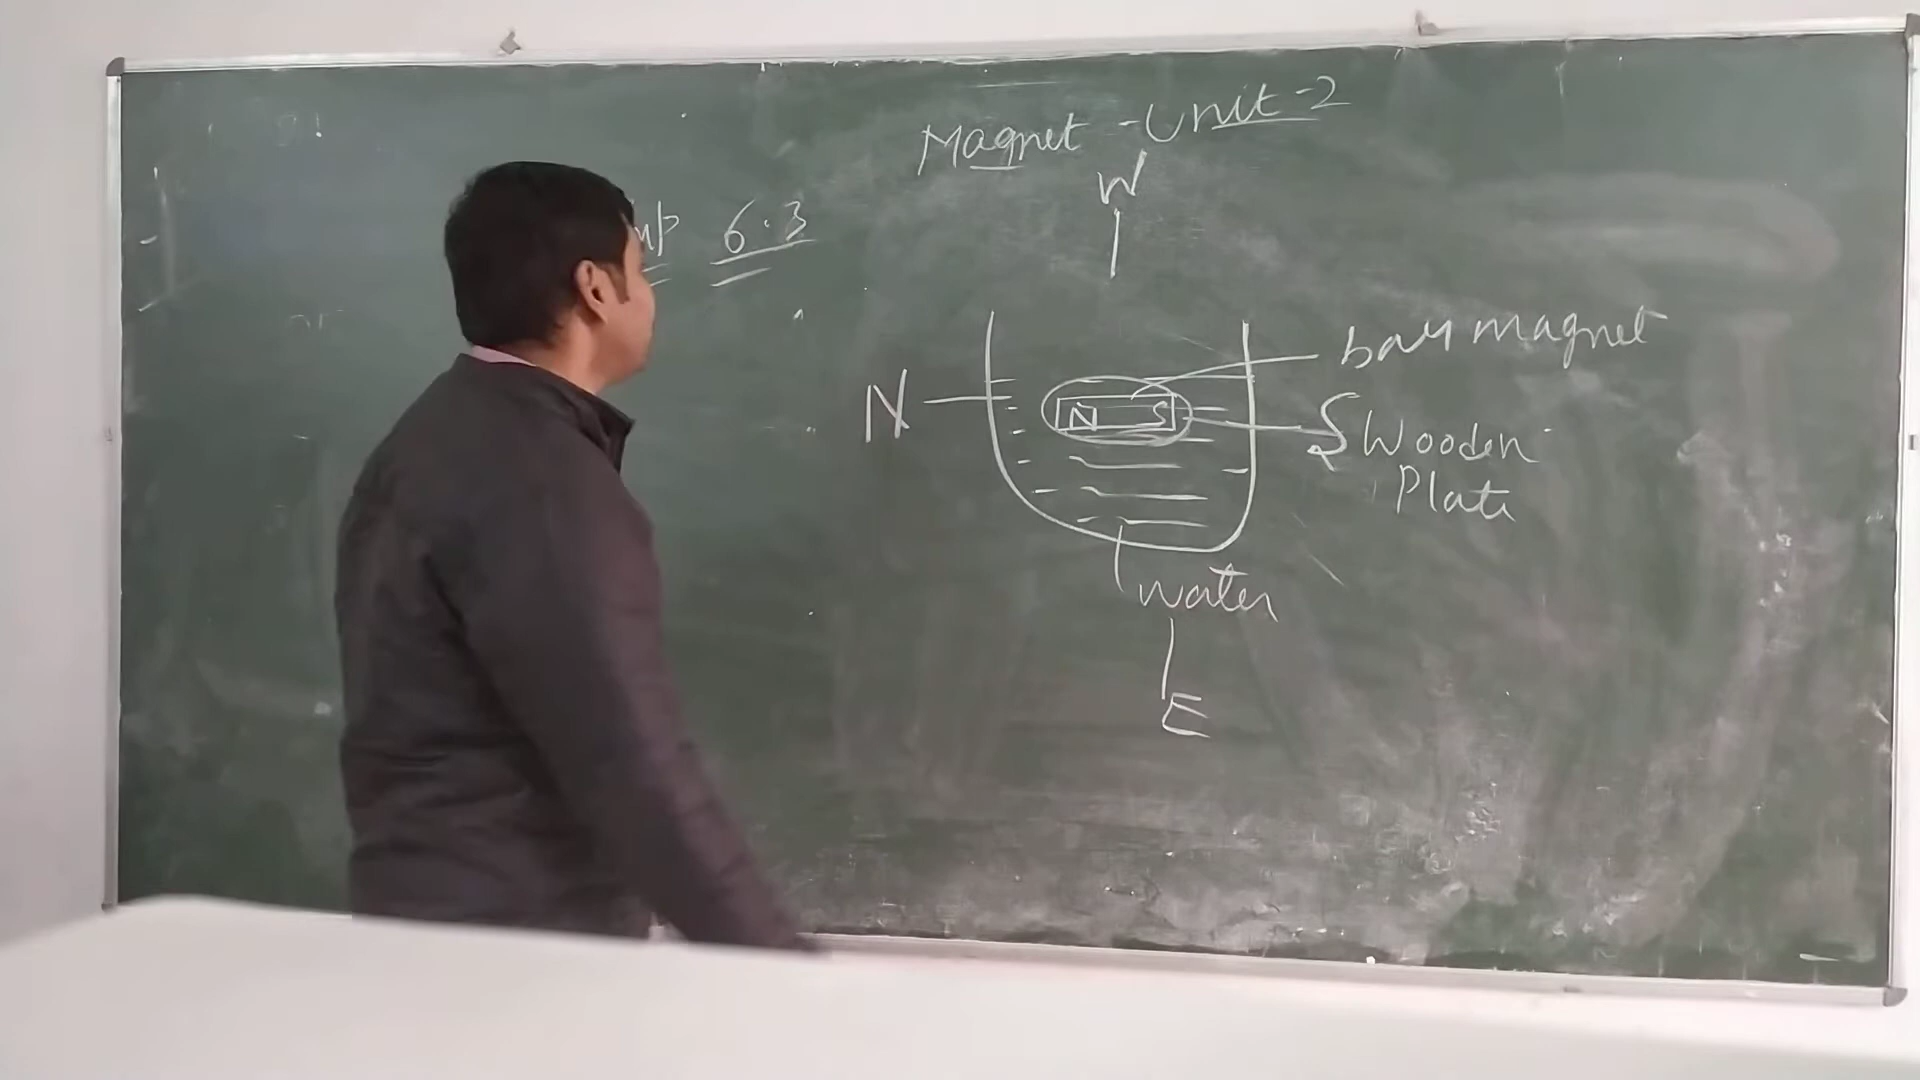 Magnet - Unit-2
6.3
W
bar magnet
N
N S
S Wooden
Plate
water
E